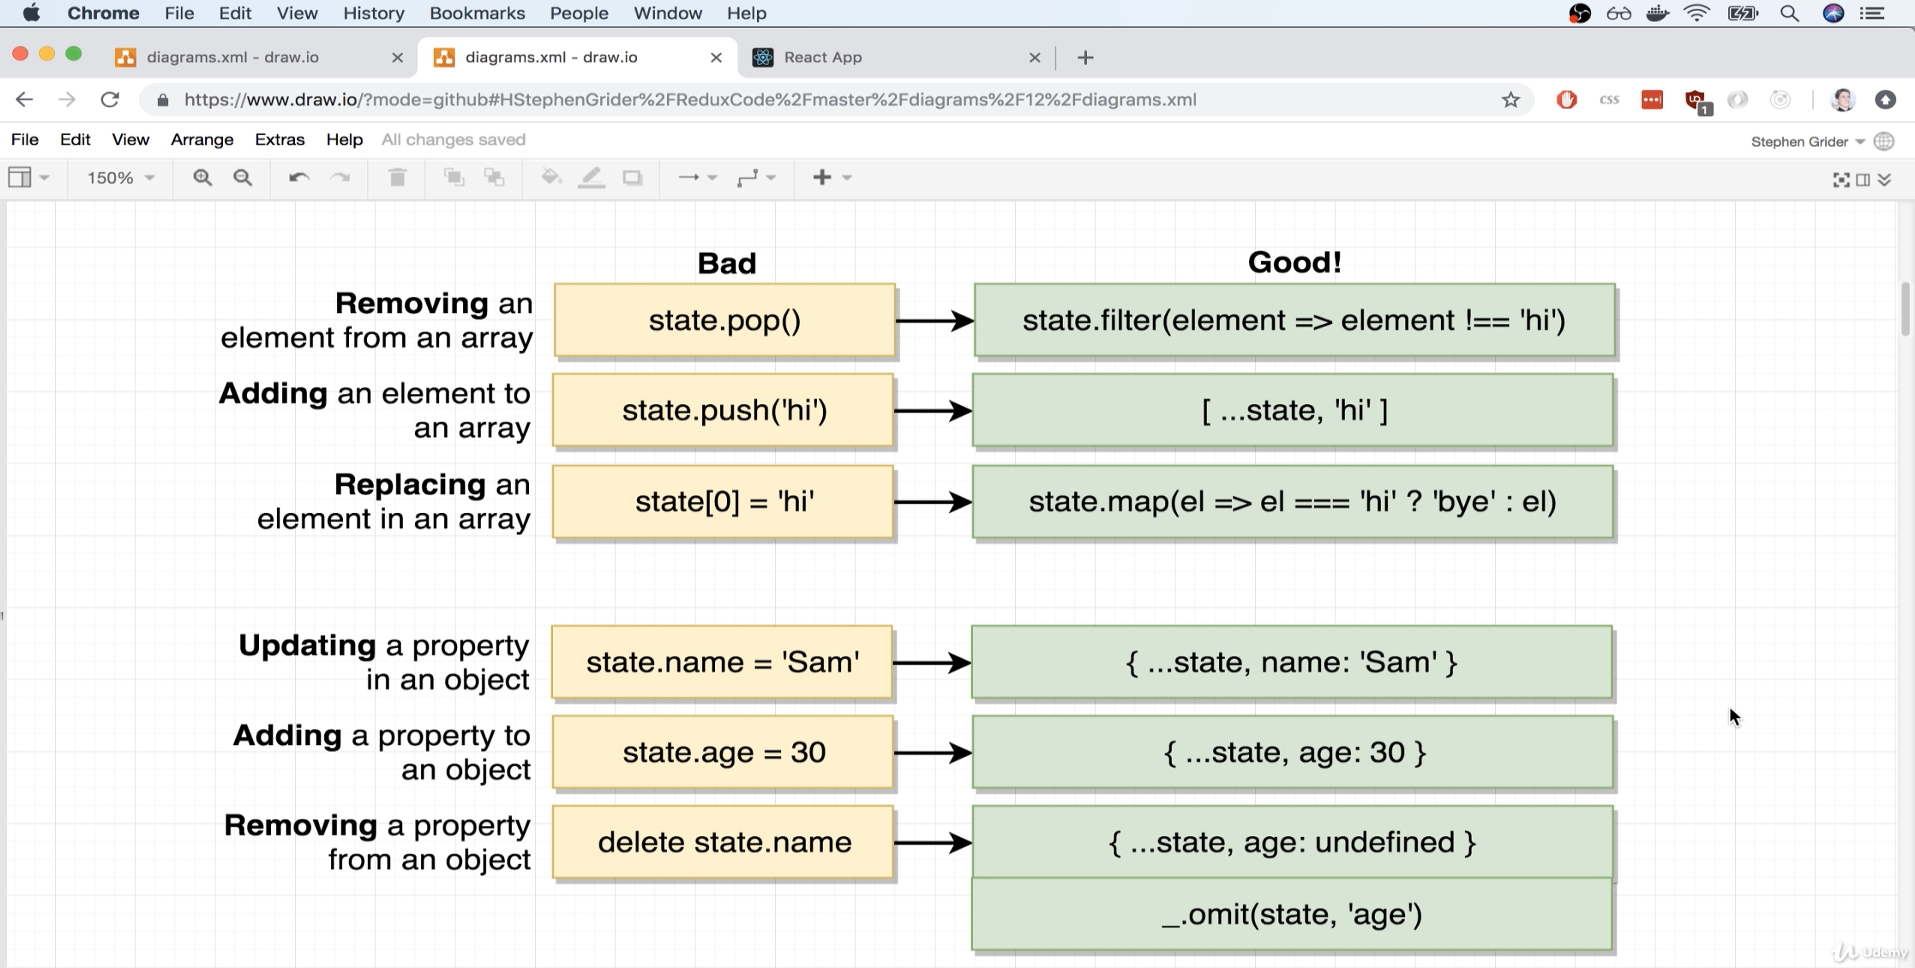 Chrome File Edit View History Bookmarks People Window Help
diagrams.xml - draw.io
diagrams.xml - draw.io
React App
https://www.draw.io/?mode=github#HStephenGrider%2FReduxCode%2Fmaster%2Fdiagrams%2F12%2Fdiagrams.xml
CSS
1
File Edit View Arrange Extras Help All changes saved
Stephen Grider
150%
Bad
Good!
Removing an
element from an array
state.pop()
state.filter(element => element !== 'hi')
Adding an element to
an array
state.push('hi')
[ ...state, 'hi' ]
Replacing an
element in an array
state[0] = 'hi'
state.map(el => el === 'hi' ? 'bye' : el)
Updating a property
in an object
state.name = 'Sam'
{ ...state, name: 'Sam' }
Adding a property to
an object
state.age = 30
{ ...state, age: 30 }
Removing a property
from an object
delete state.name
{ ...state, age: undefined }
_.omit(state, 'age')
Udemy